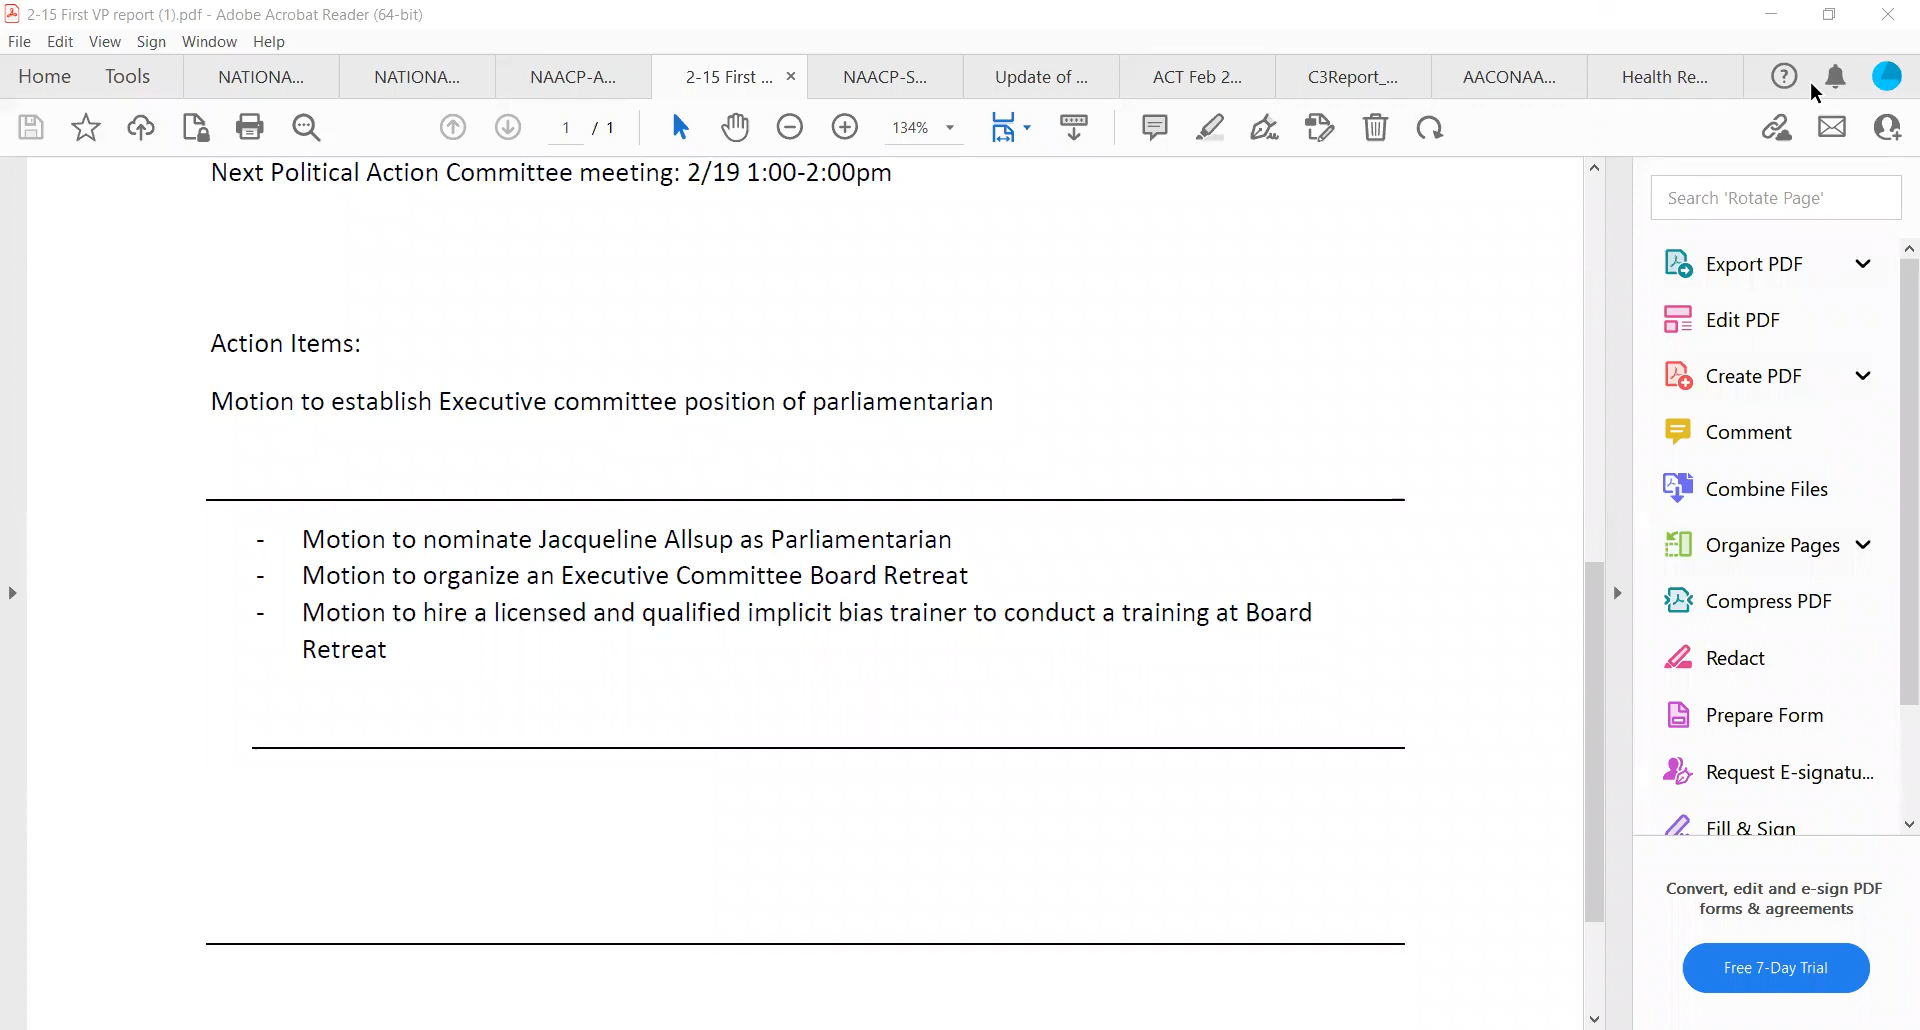 2-15 First VP report (1).pdf - Adobe Acrobat Reader (64-bit)
File Edit View Sign Window Help
Home Tools NATIONA... NATIONA... NAACP-A... 2-15 First ... × NAACP-S... Update of ... ACT Feb 2... C3Report_... AACONAA... Health Re...
1 / 1 134%
Next Political Action Committee meeting: 2/19 1:00-2:00pm
Action Items:
Motion to establish Executive committee position of parliamentarian
- Motion to nominate Jacqueline Allsup as Parliamentarian
- Motion to organize an Executive Committee Board Retreat
- Motion to hire a licensed and qualified implicit bias trainer to conduct a training at Board
Retreat
Search 'Rotate Page'
Export PDF
Edit PDF
Create PDF
Comment
Combine Files
Organize Pages
Compress PDF
Redact
Prepare Form
Request E-signatu...
Fill & Sign
Convert, edit and e-sign PDF
forms & agreements
Free 7-Day Trial